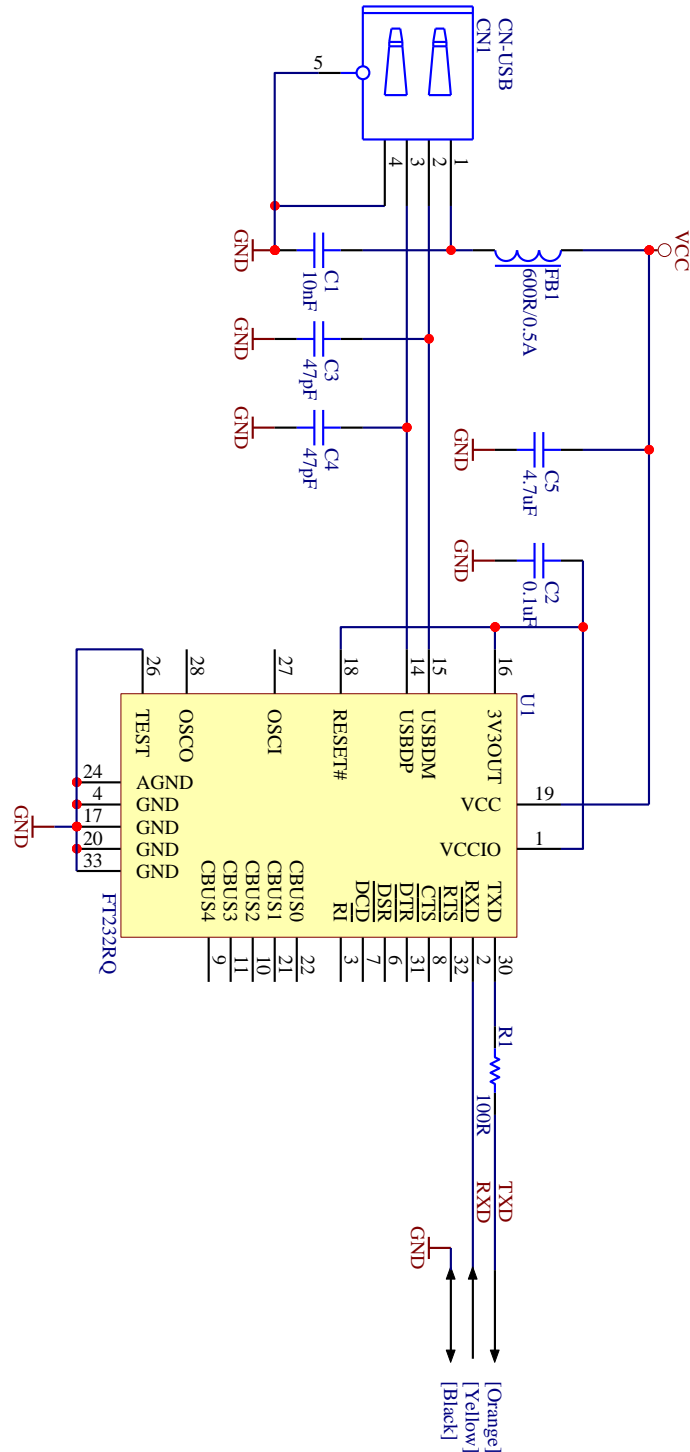 CN-USB
CN1
5
4
3
2
1
VCC
FB1
600R/0.5A
GND
C1
10nF
GND
C3
47pF
GND
C4
47pF
GND
C5
4.7uF
GND
C2
0.1uF
U1
26
28
27
18
14
15
16
TEST
OSCO
OSCI
RESET#
USBDP
USBDM
3V3OUT
24
AGND
4
GND
17
GND
20
GND
33
GND
GND
VCC
19
VCCIO
1
CBUS4
CBUS3
CBUS2
CBUS1
CBUS0
RI
DCD
DSR
DTR
CTS
RTS
RXD
TXD
9
11
10
21
22
3
7
6
31
8
32
2
30
FT232RQ
R1
100R
TXD
RXD
GND
[Orange]
[Yellow]
[Black]